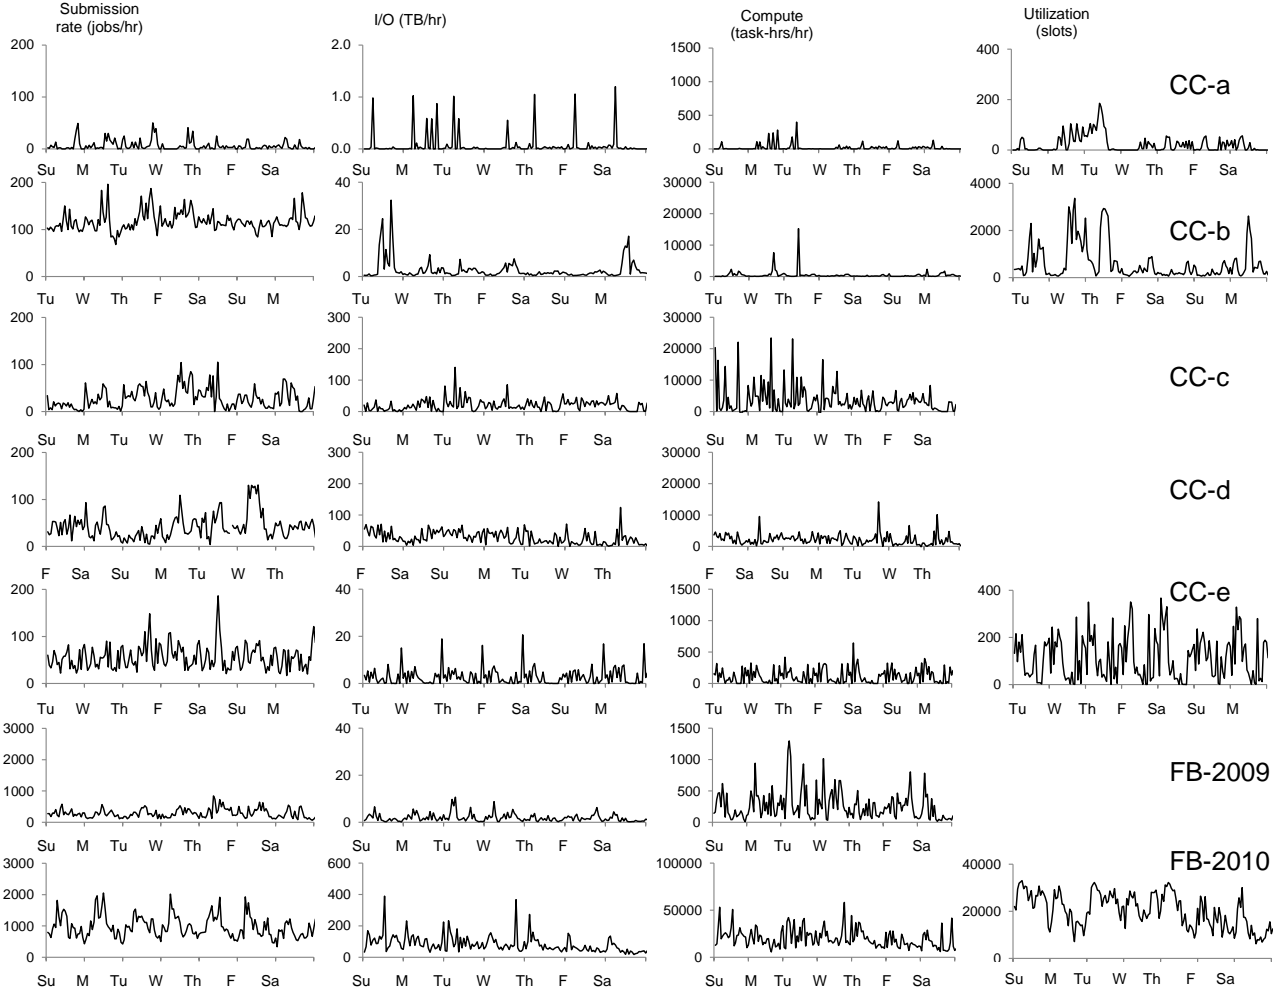 Submission
rate (jobs/hr)
I/O (TB/hr)
Compute
(task-hrs/hr)
Utilization
(slots)
200
100
0
Su M Tu W Th F Sa
2.0
1.0
0.0
Su M Tu W Th F Sa
1500
1000
500
0
Su M Tu W Th F Sa
400
200
0
Su M Tu W Th F Sa
CC-a
200
100
0
Tu W Th F Sa Su M
40
20
0
Tu W Th F Sa Su M
30000
20000
10000
0
Tu W Th F Sa Su M
4000
2000
0
Tu W Th F Sa Su M
CC-b
200
100
0
Su M Tu W Th F Sa
300
200
100
0
Su M Tu W Th F Sa
30000
20000
10000
0
Su M Tu W Th F Sa
CC-c
200
100
0
F Sa Su M Tu W Th
300
200
100
0
F Sa Su M Tu W Th
30000
20000
10000
0
F Sa Su M Tu W Th
CC-d
200
100
0
Tu W Th F Sa Su M
40
20
0
Tu W Th F Sa Su M
1500
1000
500
0
Tu W Th F Sa Su M
400
200
0
Tu W Th F Sa Su M
CC-e
3000
2000
1000
0
Su M Tu W Th F Sa
40
20
0
Su M Tu W Th F Sa
1500
1000
500
0
Su M Tu W Th F Sa
FB-2009
3000
2000
1000
0
Su M Tu W Th F Sa
600
400
200
0
Su M Tu W Th F Sa
100000
50000
0
Su M Tu W Th F Sa
40000
20000
0
Su M Tu W Th F Sa
FB-2010